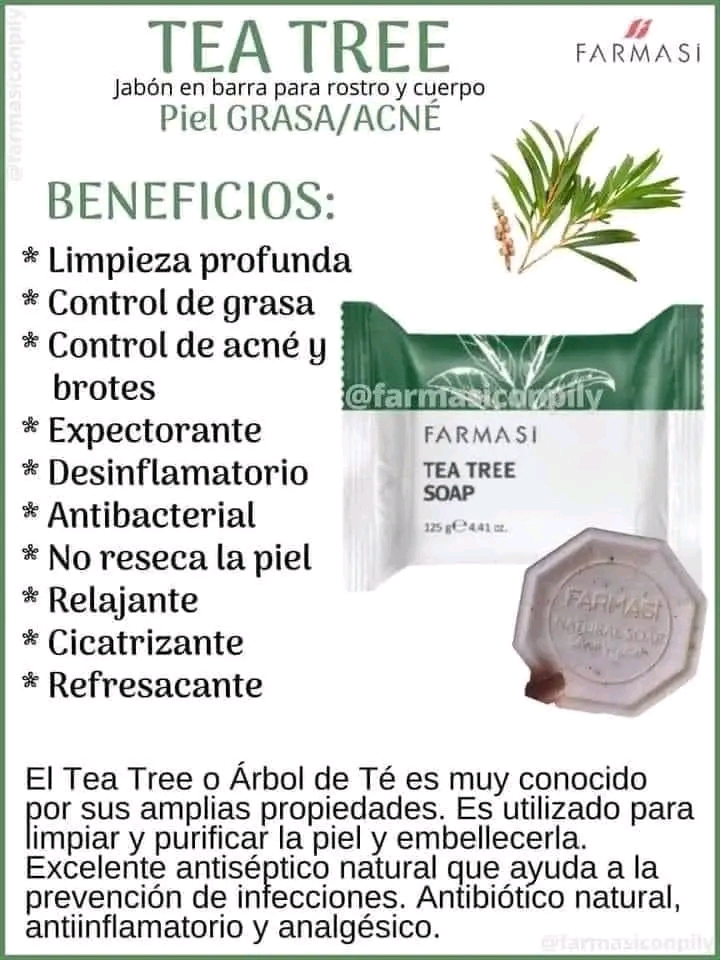 @farmasiconpily
TEA TREE
FARMASi
Jabón en barra para rostro y cuerpo
Piel GRASA/ACNÉ
BENEFICIOS:
* Limpieza profunda
* Control de grasa
* Control de acné y
brotes
* Expectorante
* Desinflamatorio
* Antibacterial
* No reseca la piel
* Relajante
* Cicatrizante
* Refresacante
@farmasiconpily
FARMASi
TEA TREE
SOAP
125 g℮4.41 oz.
FARMASi
NATURAL SOAP
El Tea Tree o Árbol de Té es muy conocido
por sus amplias propiedades. Es utilizado para
limpiar y purificar la piel y embellecerla.
Excelente antiséptico natural que ayuda a la
prevención de infecciones. Antibiótico natural,
antiinflamatorio y analgésico.
@farmasiconpily